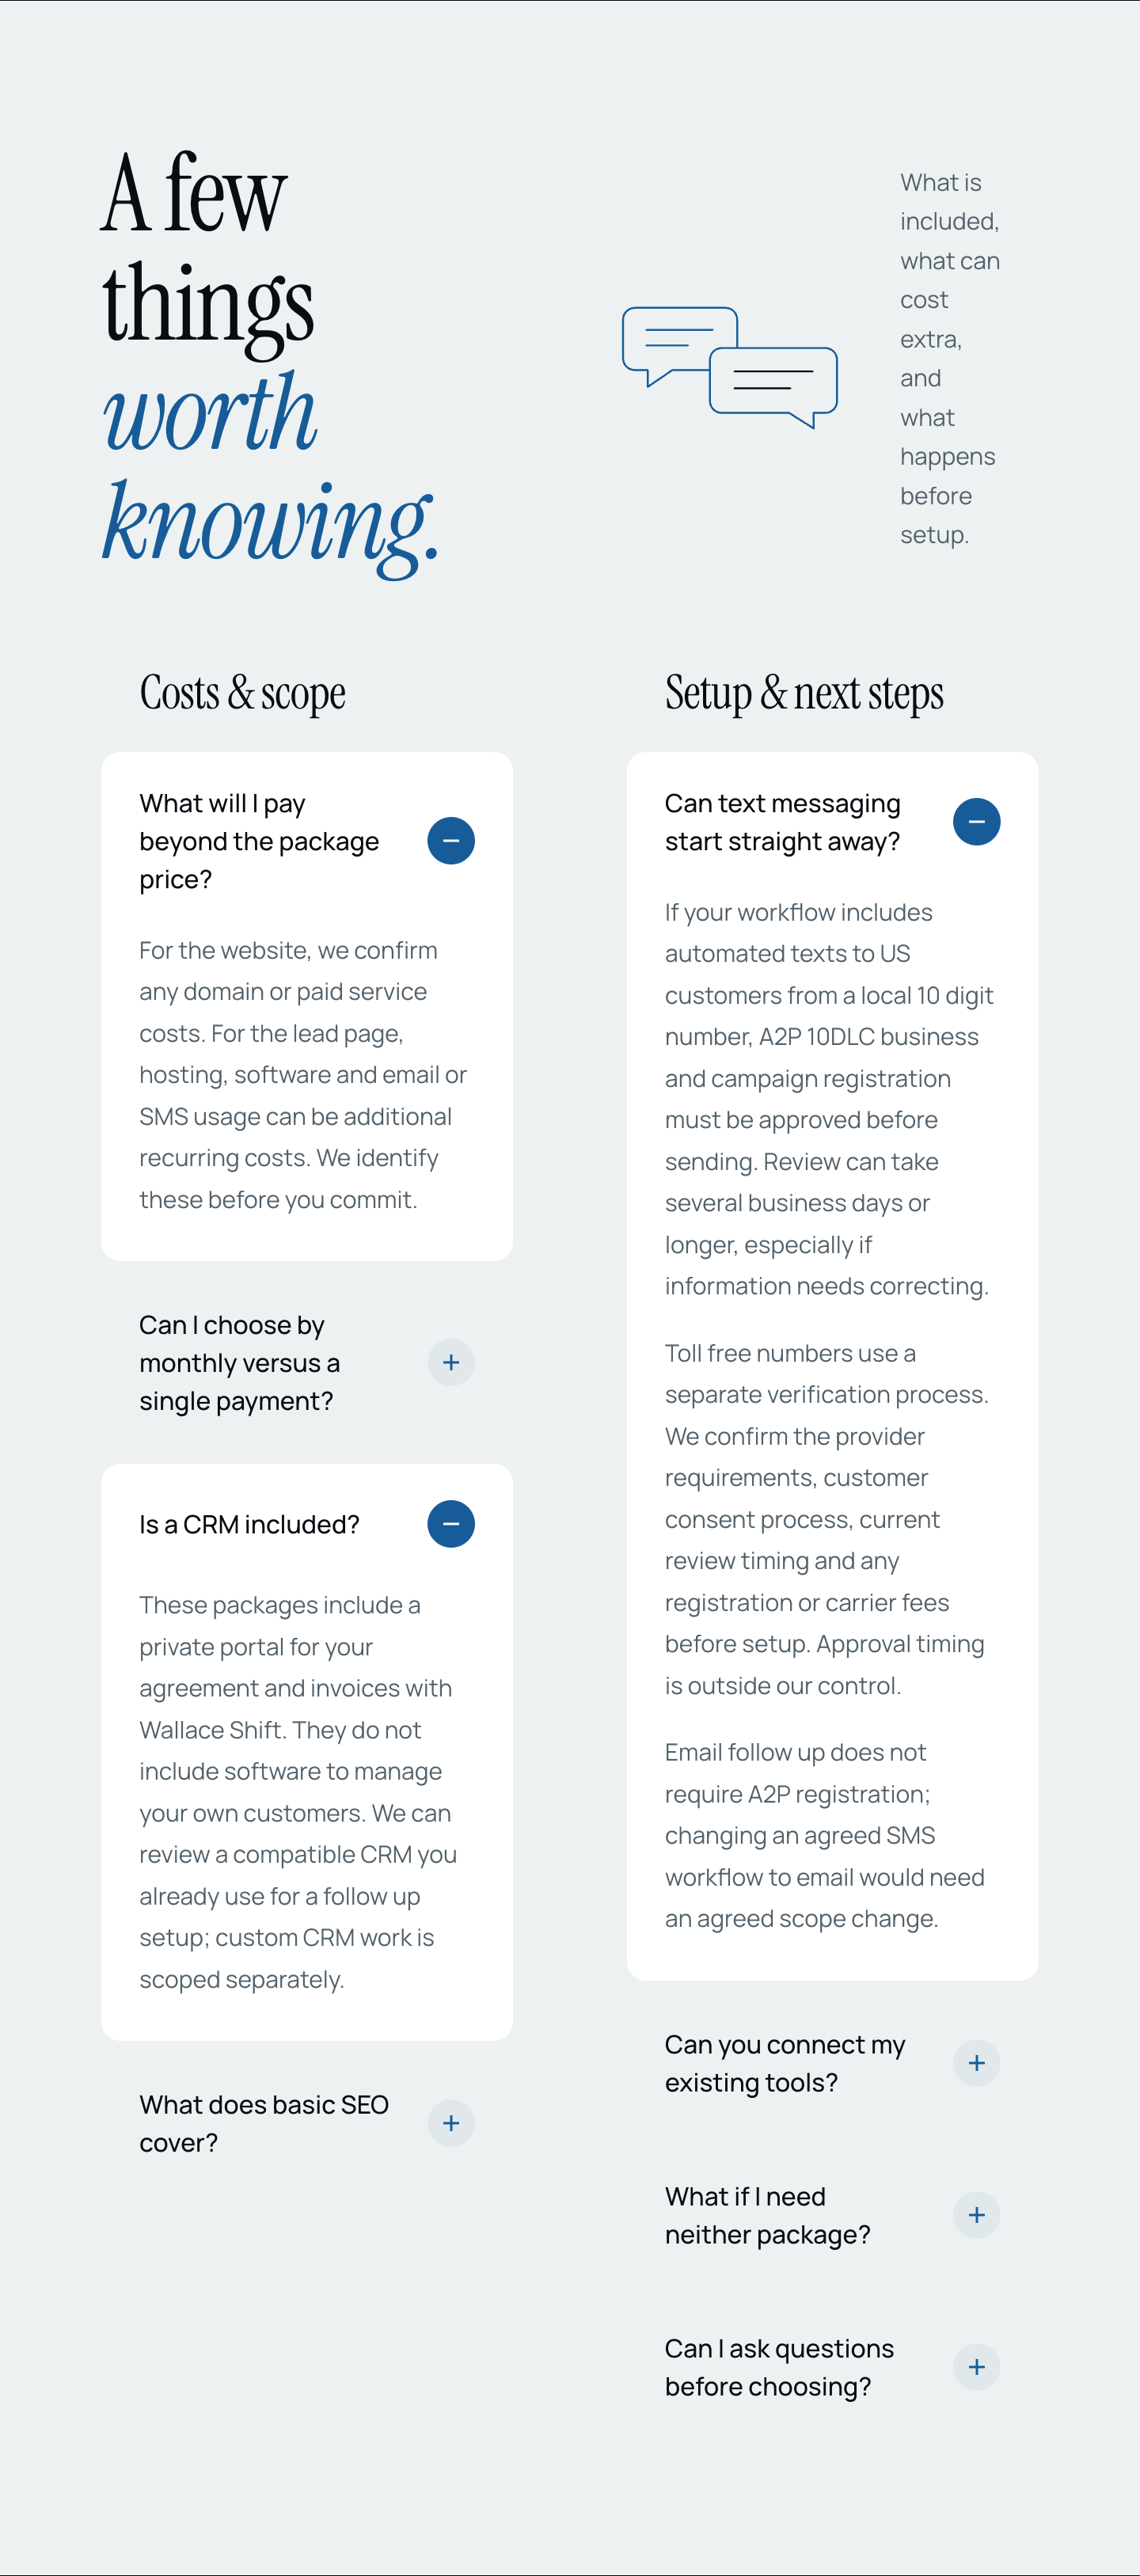 A few
things
worth
knowing.
What is
included,
what can
cost
extra,
and
what
happens
before
setup.
Costs & scope
What will I pay
beyond the package
price?
For the website, we confirm
any domain or paid service
costs. For the lead page,
hosting, software and email or
SMS usage can be additional
recurring costs. We identify
these before you commit.
Can I choose by
monthly versus a
single payment?
Is a CRM included?
These packages include a
private portal for your
agreement and invoices with
Wallace Shift. They do not
include software to manage
your own customers. We can
review a compatible CRM you
already use for a follow up
setup; custom CRM work is
scoped separately.
What does basic SEO
cover?
Setup & next steps
Can text messaging
start straight away?
If your workflow includes
automated texts to US
customers from a local 10 digit
number, A2P 10DLC business
and campaign registration
must be approved before
sending. Review can take
several business days or
longer, especially if
information needs correcting.
Toll free numbers use a
separate verification process.
We confirm the provider
requirements, customer
consent process, current
review timing and any
registration or carrier fees
before setup. Approval timing
is outside our control.
Email follow up does not
require A2P registration;
changing an agreed SMS
workflow to email would need
an agreed scope change.
Can you connect my
existing tools?
What if I need
neither package?
Can I ask questions
before choosing?